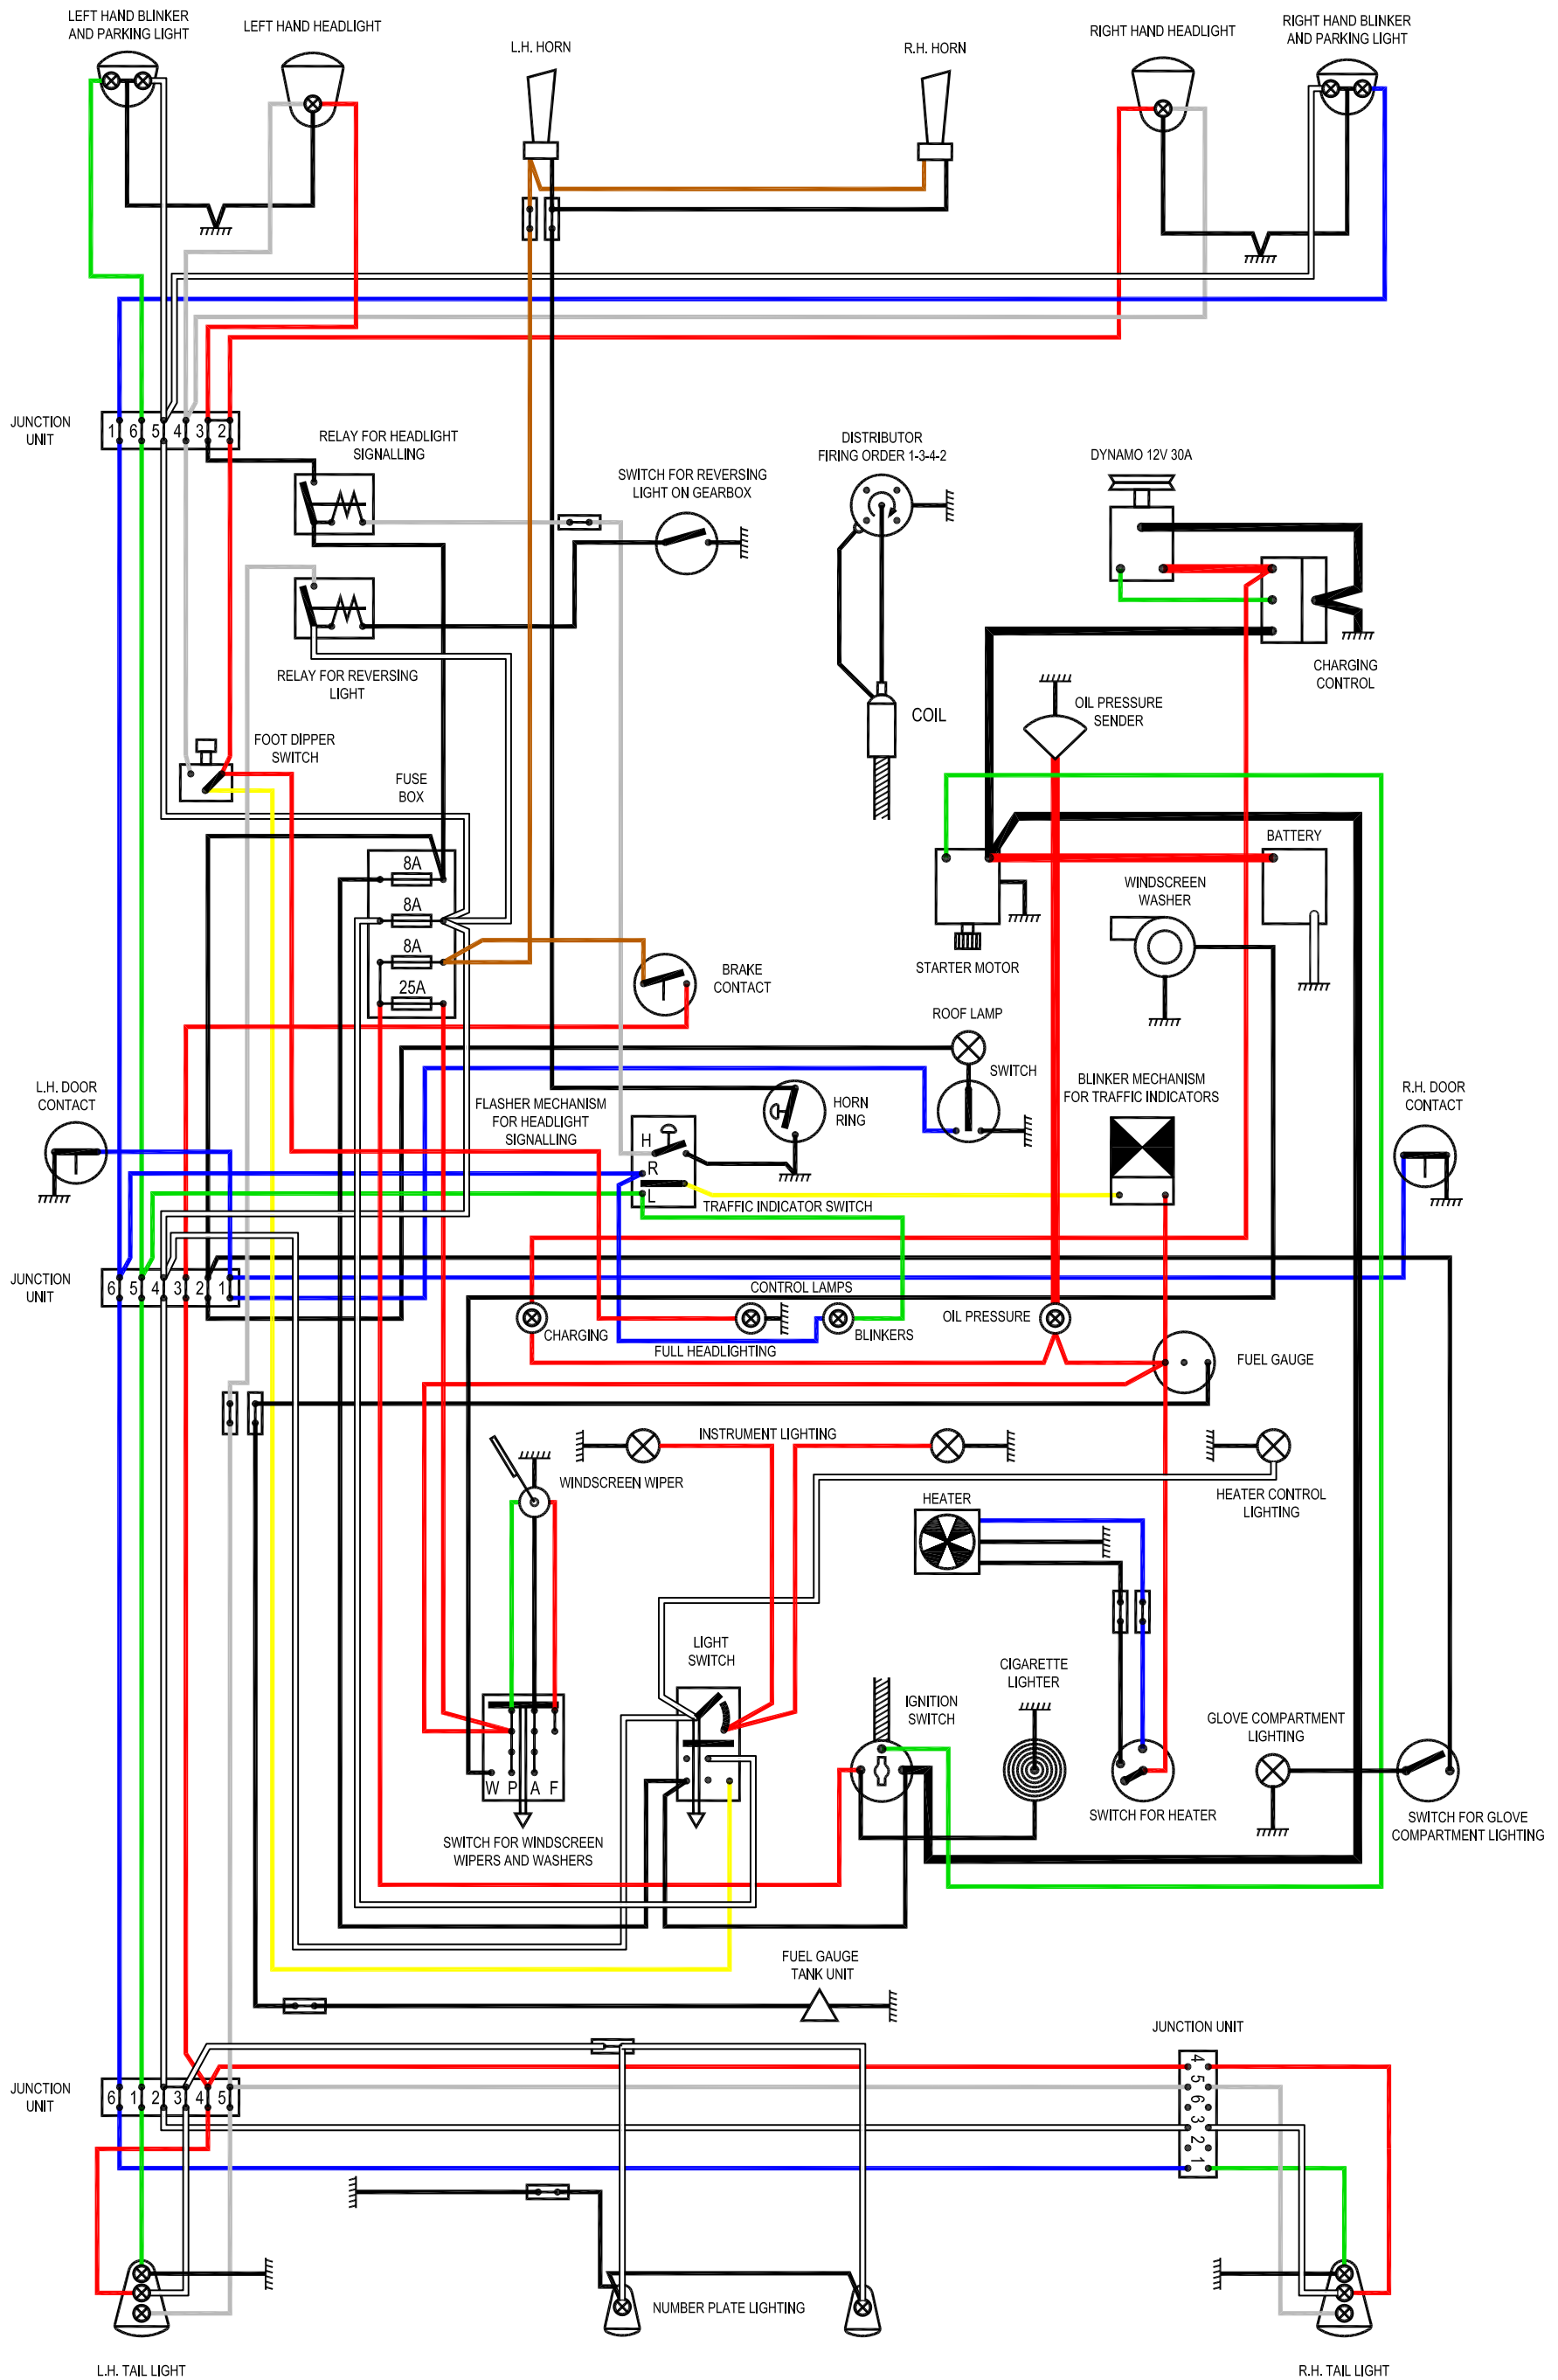 LEFT HAND BLINKER
AND PARKING LIGHT
LEFT HAND HEADLIGHT
L.H. HORN
R.H. HORN
RIGHT HAND HEADLIGHT
RIGHT HAND BLINKER
AND PARKING LIGHT
JUNCTION
UNIT
1 6 5 4 3 2
RELAY FOR HEADLIGHT
SIGNALLING
SWITCH FOR REVERSING
LIGHT ON GEARBOX
DISTRIBUTOR
FIRING ORDER 1-3-4-2
DYNAMO 12V 30A
CHARGING
CONTROL
RELAY FOR REVERSING
LIGHT
COIL
OIL PRESSURE
SENDER
FOOT DIPPER
SWITCH
FUSE
BOX
8A
8A
8A
25A
BATTERY
WINDSCREEN
WASHER
STARTER MOTOR
BRAKE
CONTACT
ROOF LAMP
SWITCH
L.H. DOOR
CONTACT
FLASHER MECHANISM
FOR HEADLIGHT
SIGNALLING
H
R
L
HORN
RING
BLINKER MECHANISM
FOR TRAFFIC INDICATORS
R.H. DOOR
CONTACT
TRAFFIC INDICATOR SWITCH
JUNCTION
UNIT
6 5 4 3 2 1
CONTROL LAMPS
CHARGING
FULL HEADLIGHTING
BLINKERS
OIL PRESSURE
FUEL GAUGE
INSTRUMENT LIGHTING
WINDSCREEN WIPER
HEATER
HEATER CONTROL
LIGHTING
LIGHT
SWITCH
IGNITION
SWITCH
CIGARETTE
LIGHTER
GLOVE COMPARTMENT
LIGHTING
W P A F
SWITCH FOR WINDSCREEN
WIPERS AND WASHERS
SWITCH FOR HEATER
SWITCH FOR GLOVE
COMPARTMENT LIGHTING
FUEL GAUGE
TANK UNIT
JUNCTION UNIT
4 5 6 3 2 1
JUNCTION
UNIT
6 1 2 3 4 5
NUMBER PLATE LIGHTING
L.H. TAIL LIGHT
R.H. TAIL LIGHT